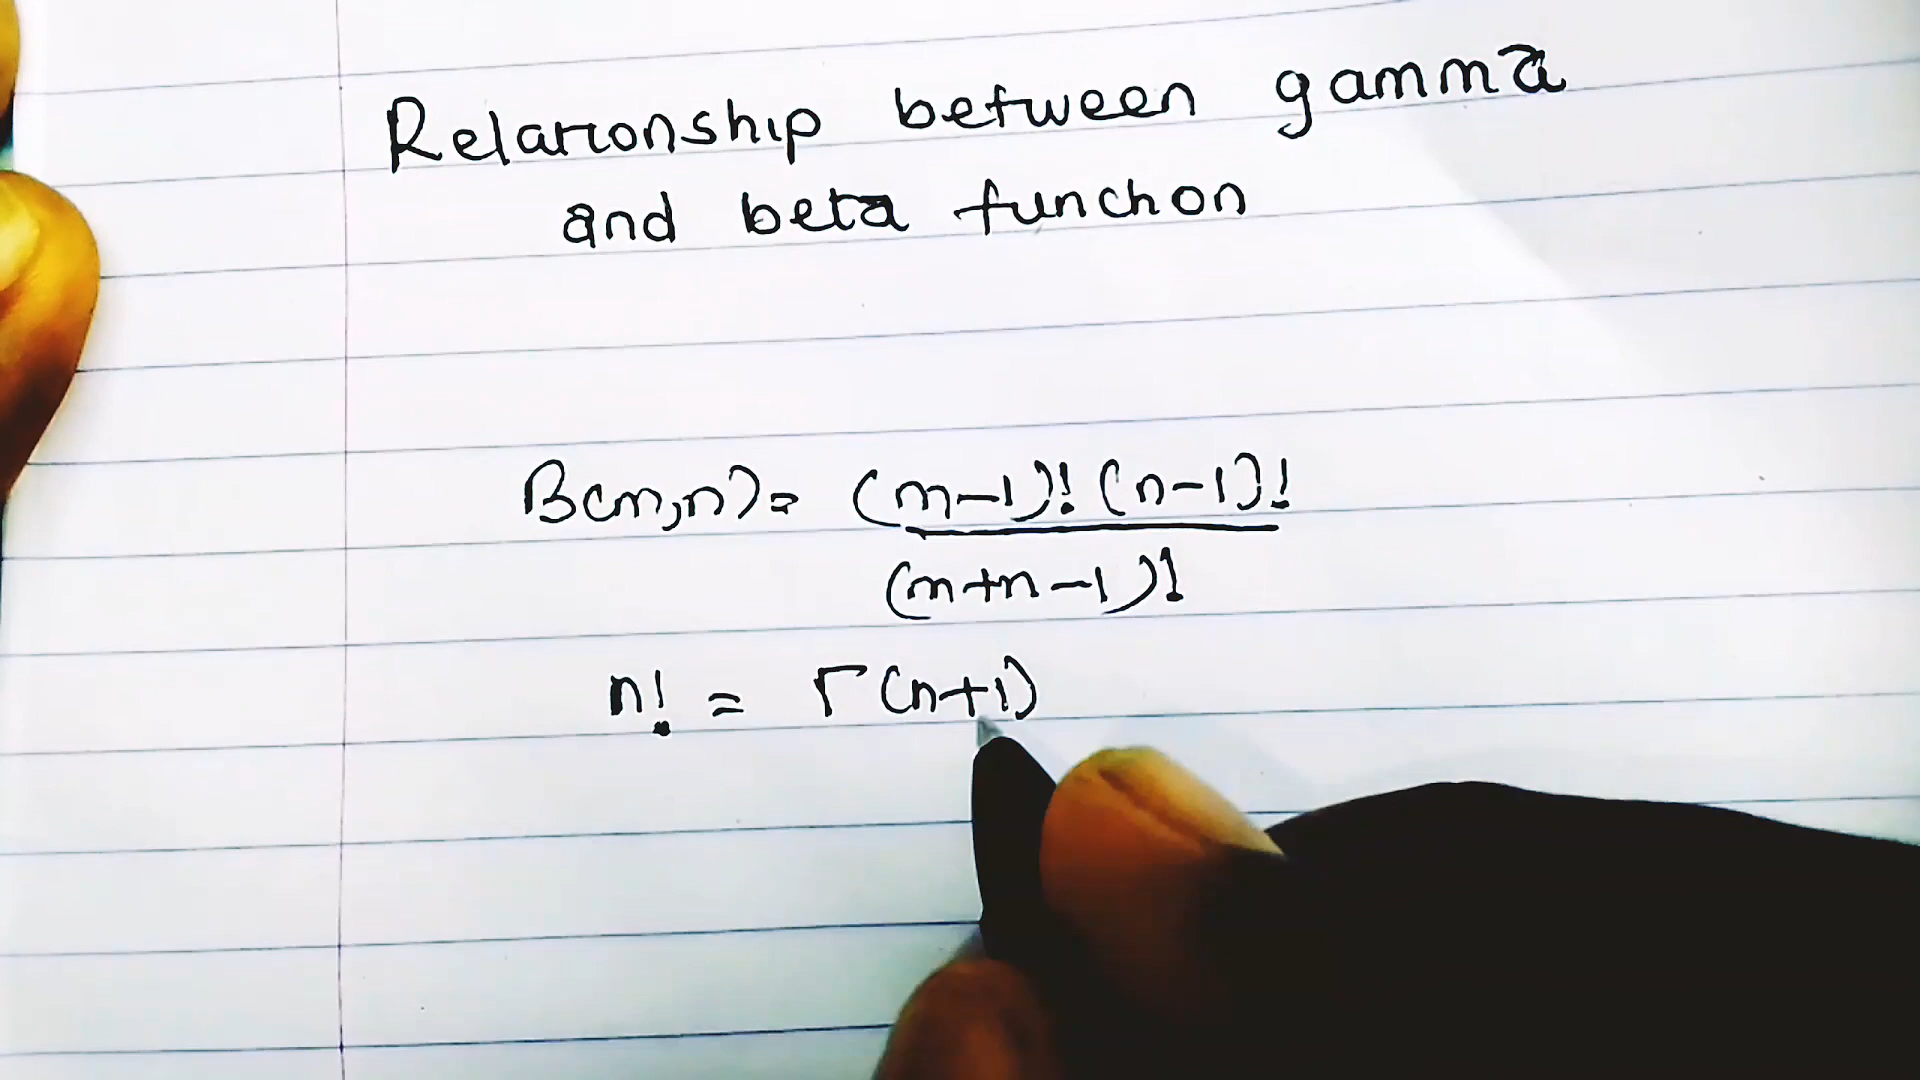 Relationship between gamma
and beta function
B(m,n) = (m-1)! (n-1)!
(m+n-1)!
n! = Γ(n+1)